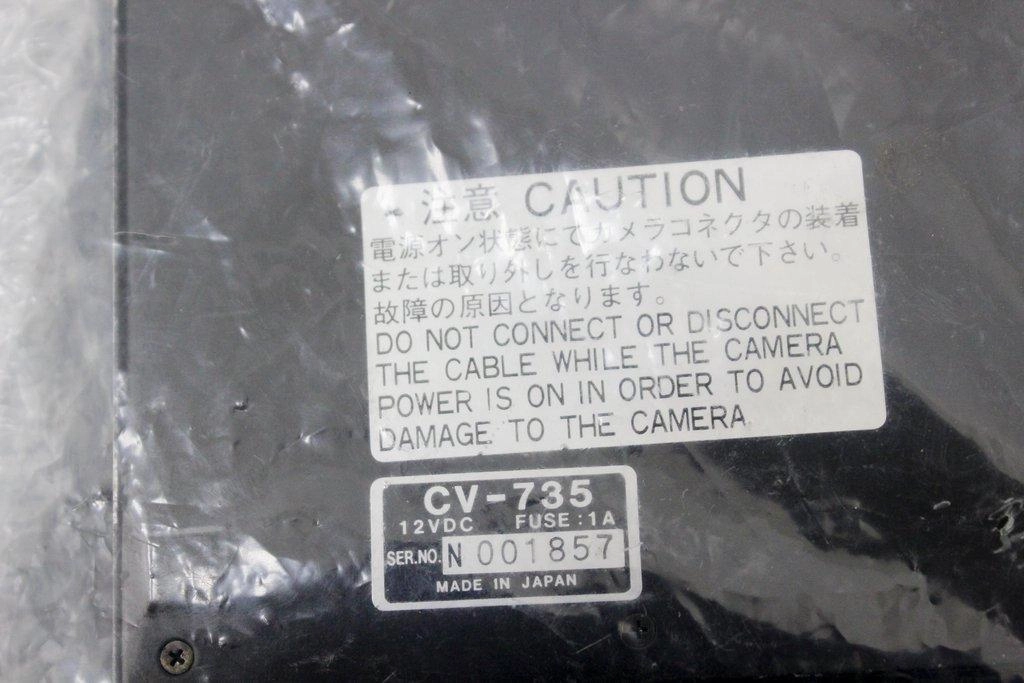 注意 CAUTION
電源オン状態にてカメラコネクタの装着
または取り外しを行なわないで下さい。
故障の原因となります。
DO NOT CONNECT OR DISCONNECT
THE CABLE WHILE THE CAMERA
POWER IS ON IN ORDER TO AVOID
DAMAGE TO THE CAMERA
CV-735
12VDC FUSE:1A
SER.NO. N 001857
MADE IN JAPAN